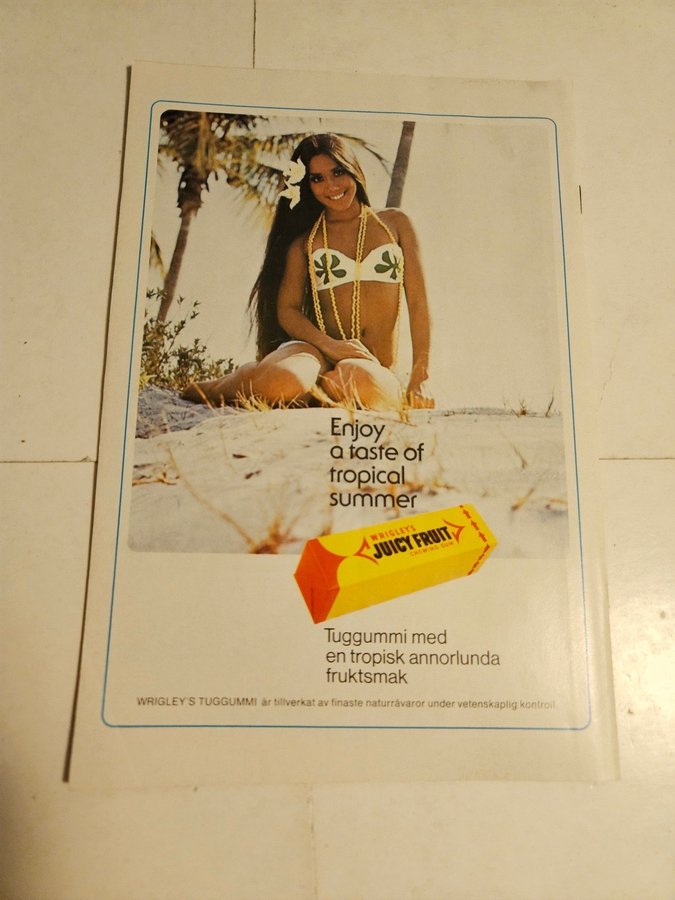 Enjoy
a taste of
tropical
summer
WRIGLEY'S
JUICY FRUIT
CHEWING GUM
Tuggummi med
en tropisk annorlunda
fruktsmak
WRIGLEY'S TUGGUMMI är tillverkat av finaste naturråvaror under vetenskaplig kontroll.